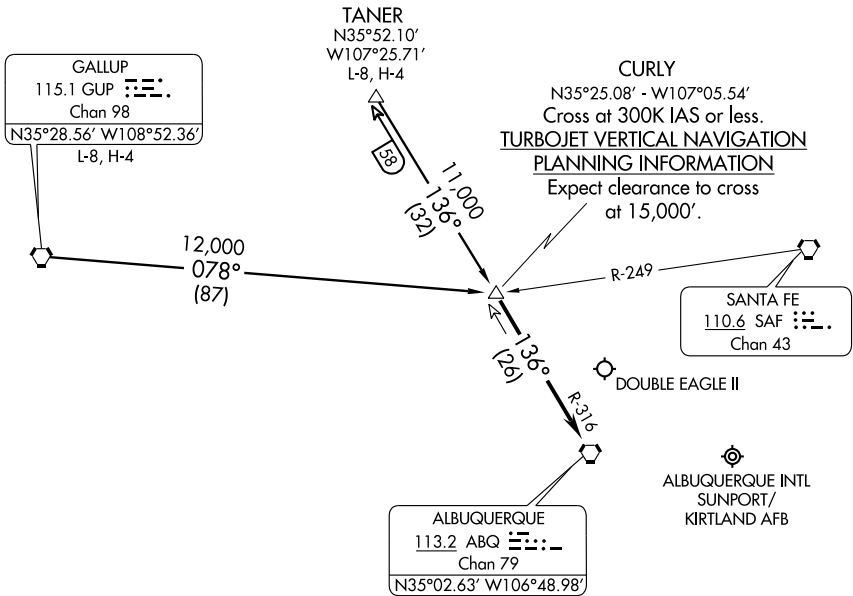 TANER
N35°52.10’
W107°25.71’
L-8, H-4
GALLUP
115.1 GUP
Chan 98
N35°28.56’ W108°52.36’
L-8, H-4
CURLY
N35°25.08’ - W107°05.54’
Cross at 300K IAS or less.
TURBOJET VERTICAL NAVIGATION
PLANNING INFORMATION
Expect clearance to cross
at 15,000’.
58
11,000
136°
(32)
12,000
078°
(87)
R-249
SANTA FE
110.6 SAF
Chan 43
136°
(26)
R-316
DOUBLE EAGLE II
ALBUQUERQUE INTL
SUNPORT/
KIRTLAND AFB
ALBUQUERQUE
113.2 ABQ
Chan 79
N35°02.63’ W106°48.98’